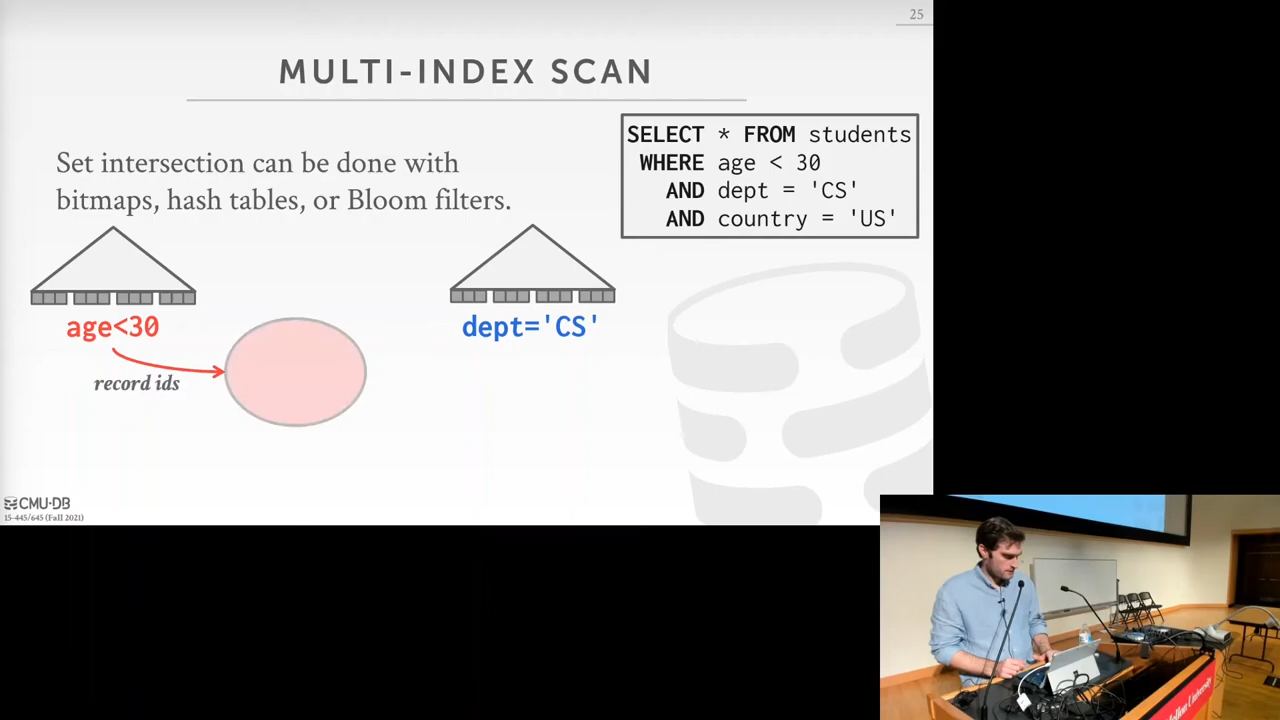 25
MULTI-INDEX SCAN
Set intersection can be done with
bitmaps, hash tables, or Bloom filters.
SELECT * FROM students
WHERE age < 30
AND dept = 'CS'
AND country = 'US'
age<30
dept='CS'
record ids
CMU·DB
15-445/645 (Fall 2021)
Mellon University